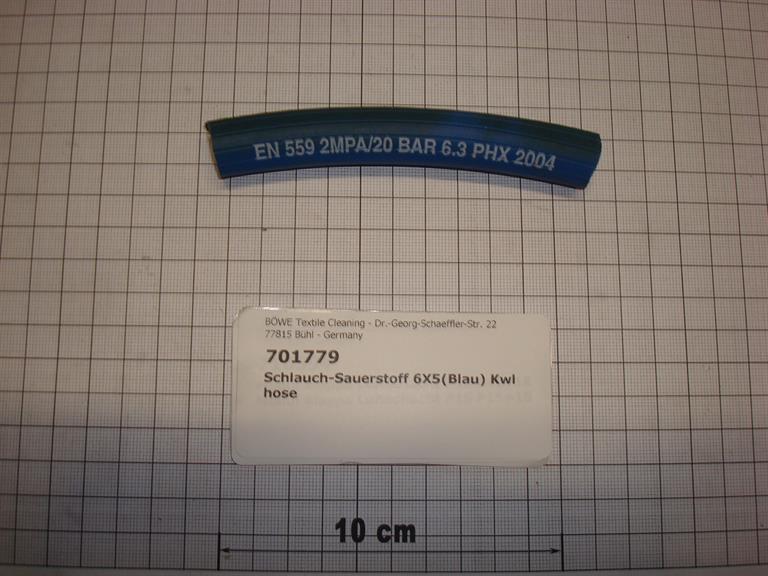 EN 559 2MPA/20 BAR 6.3 PHX 2004
BÖWE Textile Cleaning - Dr.-Georg-Schaeffler-Str. 22
77815 Bühl - Germany
701779
Schlauch-Sauerstoff 6X5(Blau) Kwl
hose
10 cm